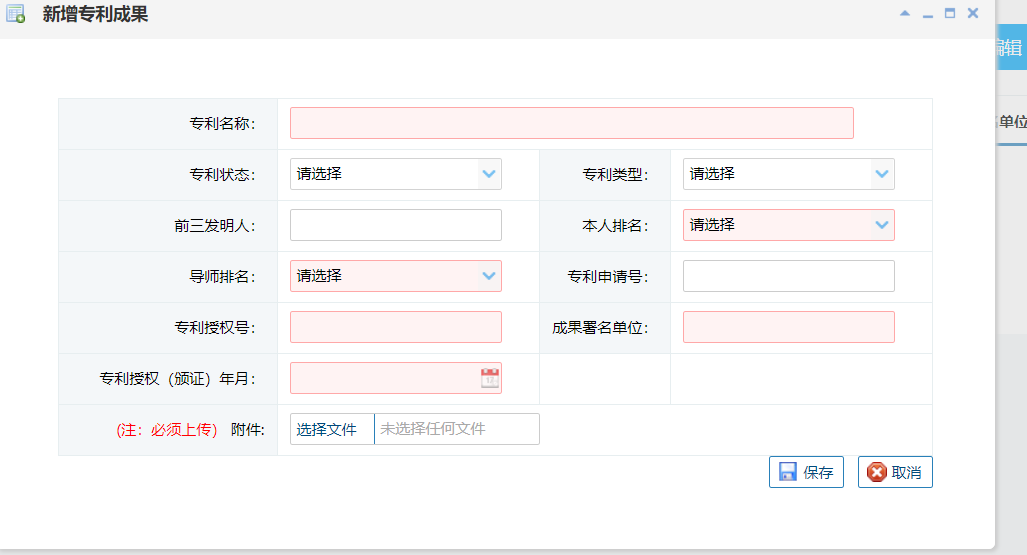 新增专利成果
编辑
单位
专利名称：
专利状态： 请选择 专利类型： 请选择
前三发明人： 本人排名： 请选择
导师排名： 请选择 专利申请号：
专利授权号： 成果署名单位：
专利授权（颁证）年月：
(注：必须上传) 附件: 选择文件 未选择任何文件
保存 取消